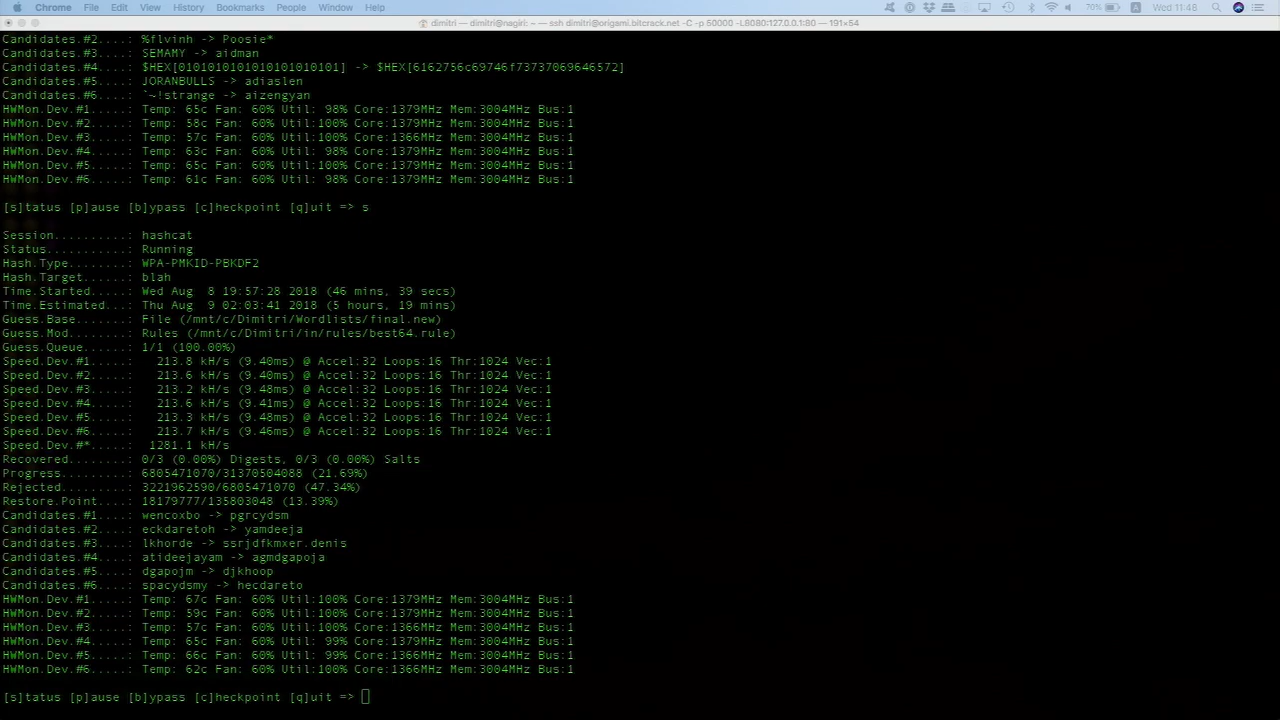 Chrome File Edit View History Bookmarks People Window Help 70% Wed 11:46
dimitri — dimitri@nagiri: ~ — ssh dimitri@origami.bitcrack.net -C -p 50000 -L8080:127.0.0.1:80 — 191×54
Candidates.#2....: %flvinh -> Poosie*
Candidates.#3....: SEMAMY -> aidman
Candidates.#4....: $HEX[0101010101010101010101] -> $HEX[6162756c69746f73737069646572]
Candidates.#5....: JORANBULLS -> adiaslen
Candidates.#6....: `~!strange -> aizengyan
HWMon.Dev.#1.....: Temp: 65c Fan: 60% Util: 98% Core:1379MHz Mem:3004MHz Bus:1
HWMon.Dev.#2.....: Temp: 58c Fan: 60% Util:100% Core:1379MHz Mem:3004MHz Bus:1
HWMon.Dev.#3.....: Temp: 57c Fan: 60% Util:100% Core:1366MHz Mem:3004MHz Bus:1
HWMon.Dev.#4.....: Temp: 63c Fan: 60% Util: 98% Core:1379MHz Mem:3004MHz Bus:1
HWMon.Dev.#5.....: Temp: 65c Fan: 60% Util:100% Core:1379MHz Mem:3004MHz Bus:1
HWMon.Dev.#6.....: Temp: 61c Fan: 60% Util: 98% Core:1379MHz Mem:3004MHz Bus:1
[s]tatus [p]ause [b]ypass [c]heckpoint [q]uit => s
Session..........: hashcat
Status...........: Running
Hash.Type........: WPA-PMKID-PBKDF2
Hash.Target......: blah
Time.Started.....: Wed Aug  8 19:57:28 2018 (46 mins, 39 secs)
Time.Estimated...: Thu Aug  9 02:03:41 2018 (5 hours, 19 mins)
Guess.Base.......: File (/mnt/c/Dimitri/Wordlists/final.new)
Guess.Mod........: Rules (/mnt/c/Dimitri/in/rules/best64.rule)
Guess.Queue......: 1/1 (100.00%)
Speed.Dev.#1.....:   213.8 kH/s (9.40ms) @ Accel:32 Loops:16 Thr:1024 Vec:1
Speed.Dev.#2.....:   213.6 kH/s (9.40ms) @ Accel:32 Loops:16 Thr:1024 Vec:1
Speed.Dev.#3.....:   213.2 kH/s (9.48ms) @ Accel:32 Loops:16 Thr:1024 Vec:1
Speed.Dev.#4.....:   213.6 kH/s (9.41ms) @ Accel:32 Loops:16 Thr:1024 Vec:1
Speed.Dev.#5.....:   213.3 kH/s (9.48ms) @ Accel:32 Loops:16 Thr:1024 Vec:1
Speed.Dev.#6.....:   213.7 kH/s (9.46ms) @ Accel:32 Loops:16 Thr:1024 Vec:1
Speed.Dev.#*.....:  1281.1 kH/s
Recovered........: 0/3 (0.00%) Digests, 0/3 (0.00%) Salts
Progress.........: 6805471070/31370504088 (21.69%)
Rejected.........: 3221962590/6805471070 (47.34%)
Restore.Point....: 18179777/135803048 (13.39%)
Candidates.#1....: wencoxbo -> pgrcydsm
Candidates.#2....: eckdaretoh -> yamdeeja
Candidates.#3....: lkhorde -> ssrjdfkmxer.denis
Candidates.#4....: atideejayam -> agmdgapoja
Candidates.#5....: dgapojm -> djkhoop
Candidates.#6....: spacydsmy -> hecdareto
HWMon.Dev.#1.....: Temp: 67c Fan: 60% Util:100% Core:1379MHz Mem:3004MHz Bus:1
HWMon.Dev.#2.....: Temp: 59c Fan: 60% Util:100% Core:1379MHz Mem:3004MHz Bus:1
HWMon.Dev.#3.....: Temp: 57c Fan: 60% Util:100% Core:1366MHz Mem:3004MHz Bus:1
HWMon.Dev.#4.....: Temp: 65c Fan: 60% Util: 99% Core:1379MHz Mem:3004MHz Bus:1
HWMon.Dev.#5.....: Temp: 66c Fan: 60% Util: 99% Core:1366MHz Mem:3004MHz Bus:1
HWMon.Dev.#6.....: Temp: 62c Fan: 60% Util:100% Core:1366MHz Mem:3004MHz Bus:1
[s]tatus [p]ause [b]ypass [c]heckpoint [q]uit =>